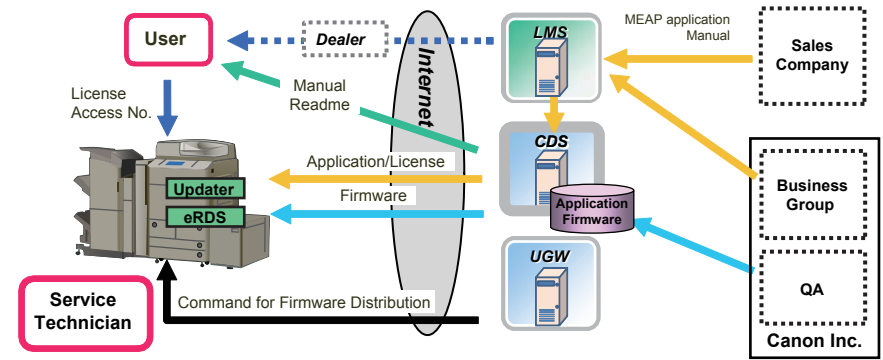 User
Dealer
LMS
MEAP application
Manual
Sales
Company
Internet
License
Access No.
Manual
Readme
CDS
Application/License
Updater
Firmware
eRDS
Application
Firmware
Business
Group
UGW
QA
Service
Technician
Command for Firmware Distribution
Canon Inc.